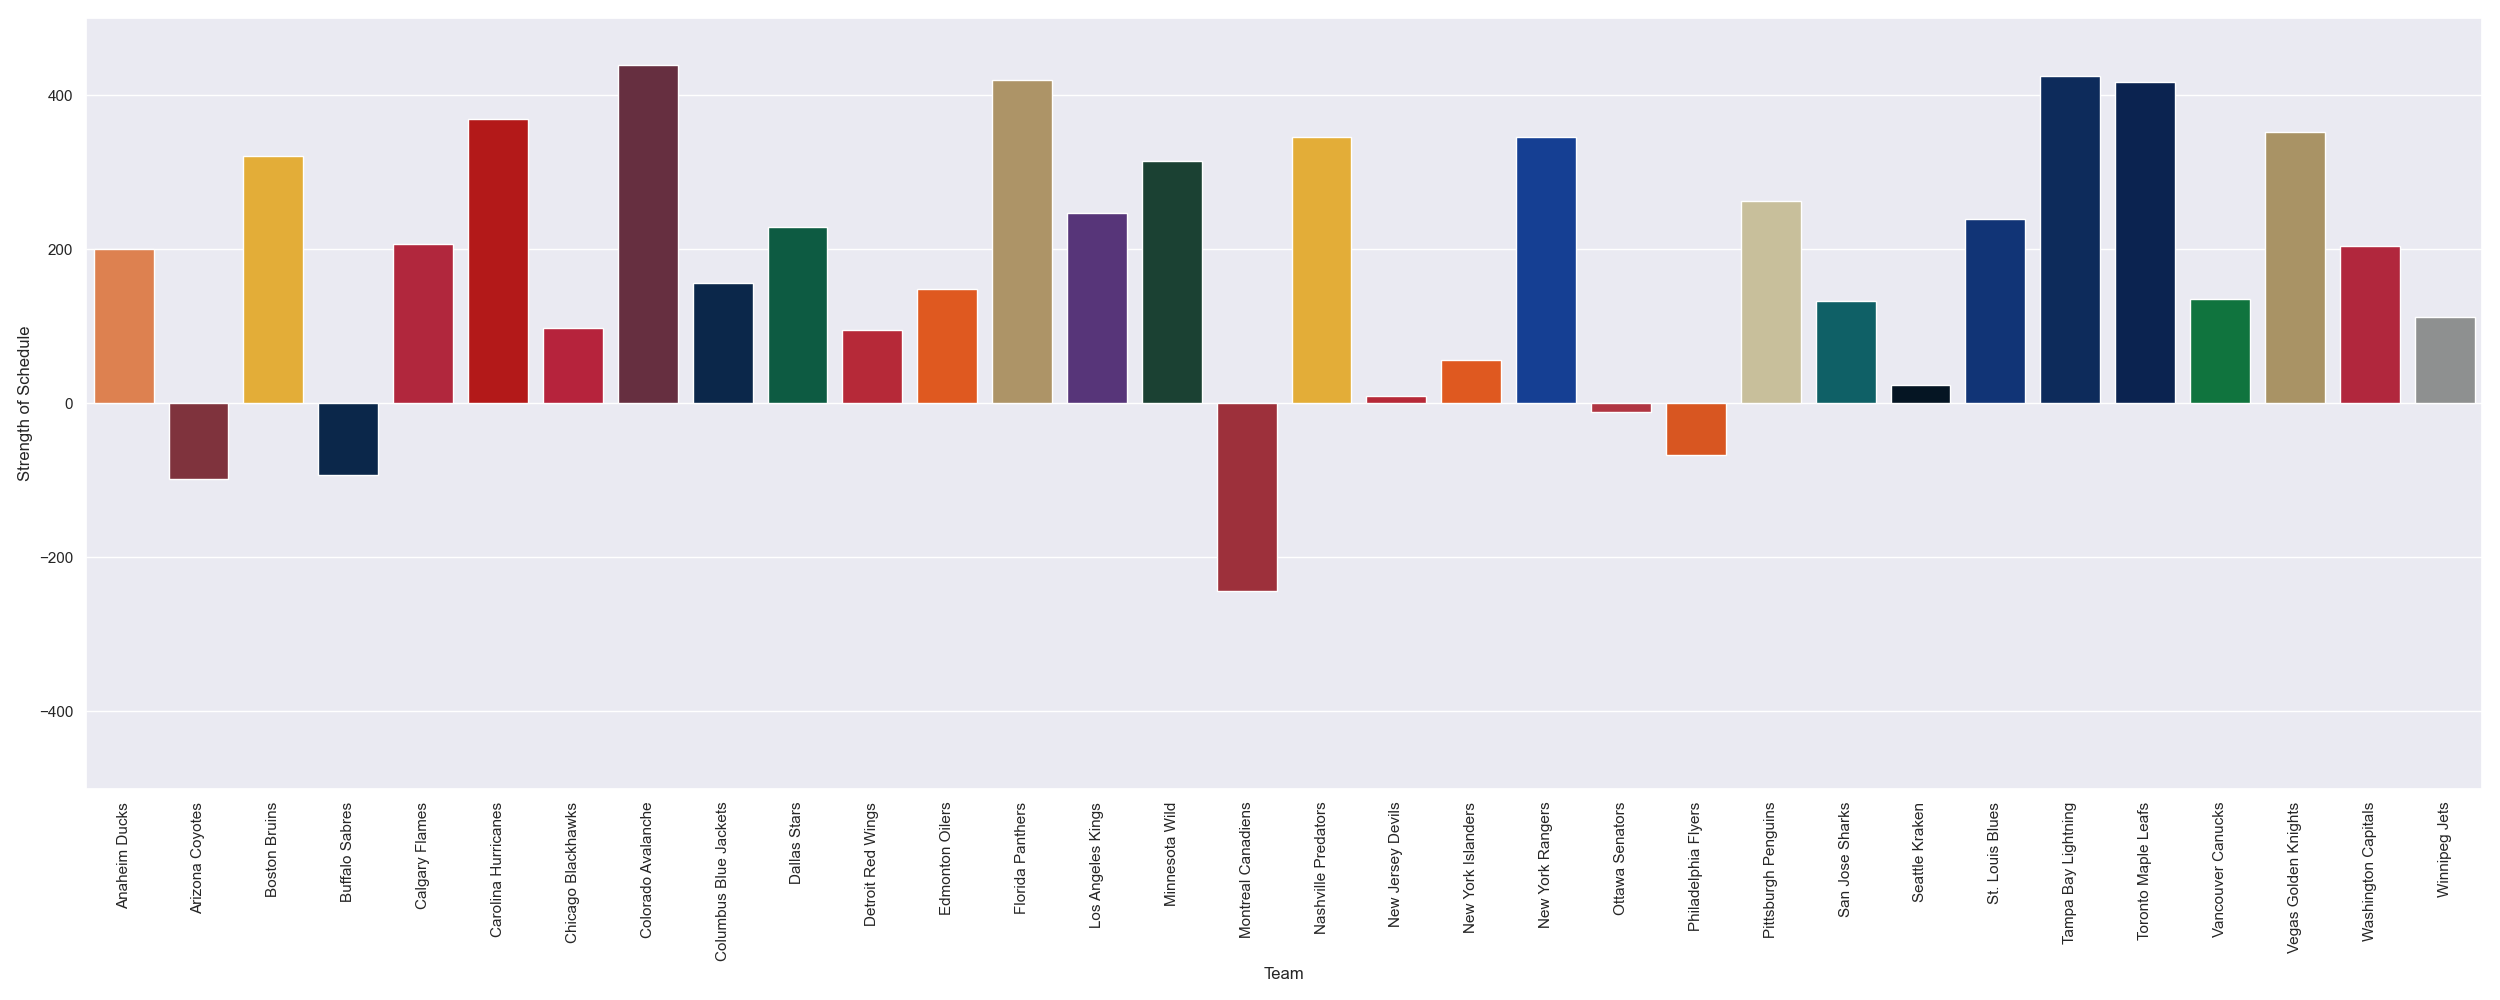 400
200
0
−200
−400
Strength of Schedule
Anaheim Ducks
Arizona Coyotes
Boston Bruins
Buffalo Sabres
Calgary Flames
Carolina Hurricanes
Chicago Blackhawks
Colorado Avalanche
Columbus Blue Jackets
Dallas Stars
Detroit Red Wings
Edmonton Oilers
Florida Panthers
Los Angeles Kings
Minnesota Wild
Montreal Canadiens
Nashville Predators
New Jersey Devils
New York Islanders
New York Rangers
Ottawa Senators
Philadelphia Flyers
Pittsburgh Penguins
San Jose Sharks
Seattle Kraken
St. Louis Blues
Tampa Bay Lightning
Toronto Maple Leafs
Vancouver Canucks
Vegas Golden Knights
Washington Capitals
Winnipeg Jets
Team